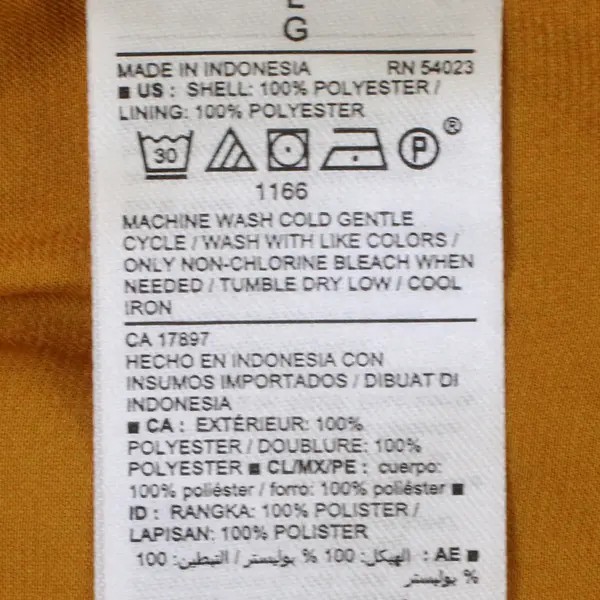 G
MADE IN INDONESIA RN 54023
■ US : SHELL: 100% POLYESTER /
LINING: 100% POLYESTER
30 P ®
1166
MACHINE WASH COLD GENTLE
CYCLE / WASH WITH LIKE COLORS /
ONLY NON-CHLORINE BLEACH WHEN
NEEDED / TUMBLE DRY LOW / COOL
IRON
CA 17897
HECHO EN INDONESIA CON
INSUMOS IMPORTADOS / DIBUAT DI
INDONESIA
■ CA : EXTÉRIEUR: 100%
POLYESTER / DOUBLURE: 100%
POLYESTER ■ CL/MX/PE : cuerpo:
100% poliéster / forro: 100% poliéster ■
ID : RANGKA: 100% POLISTER /
LAPISAN: 100% POLISTER
■ AE : الهيكل: 100 % بوليستر / التبطين: 100
% بوليستر